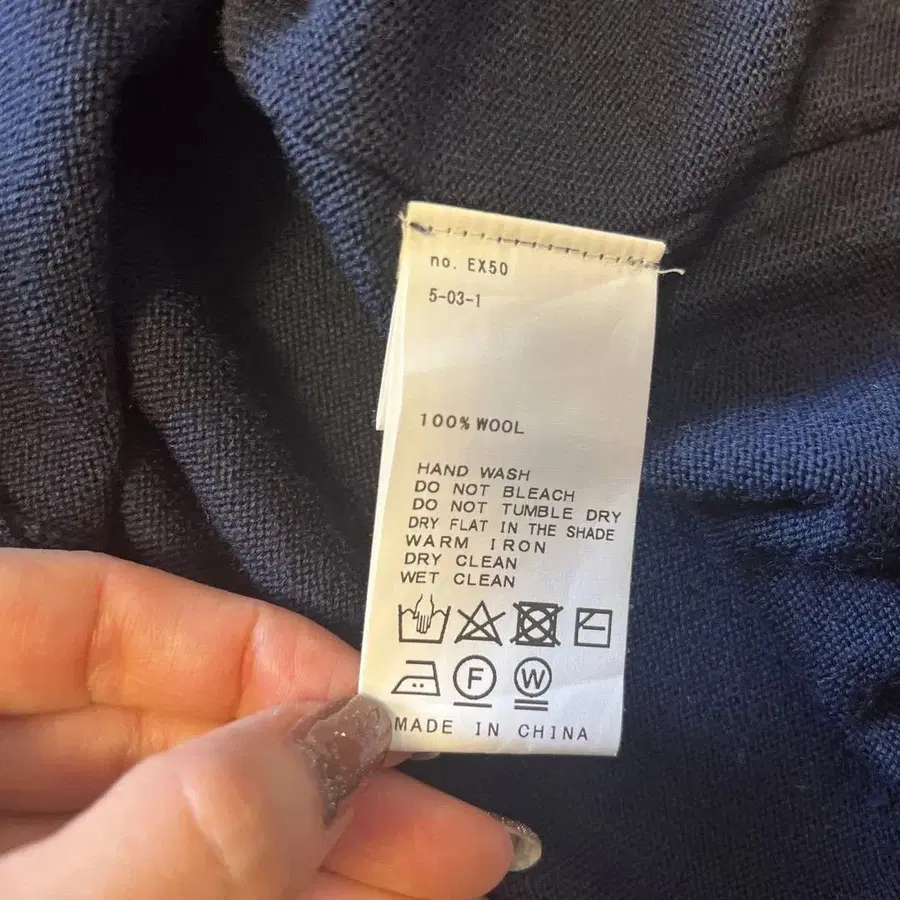 no. EX50
5-03-1
100% WOOL
HAND WASH
DO NOT BLEACH
DO NOT TUMBLE DRY
DRY FLAT IN THE SHADE
WARM IRON
DRY CLEAN
WET CLEAN
F W
MADE IN CHINA